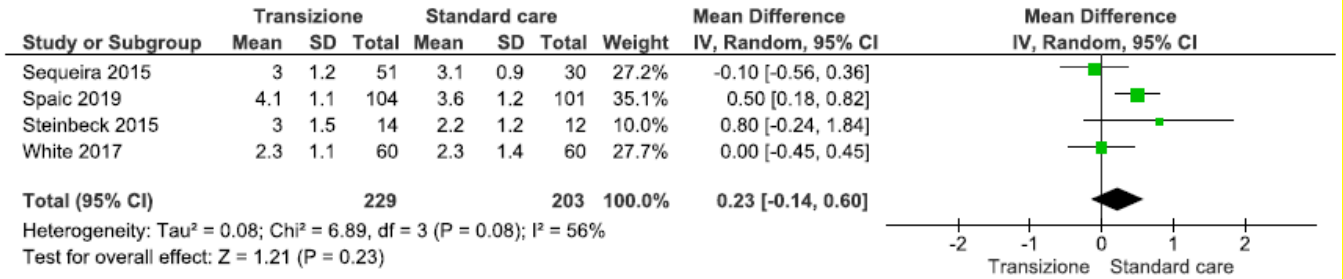 Transizione Standard care Mean Difference Mean Difference
Study or Subgroup Mean SD Total Mean SD Total Weight IV, Random, 95% CI IV, Random, 95% CI
Sequeira 2015 3 1.2 51 3.1 0.9 30 27.2% -0.10 [-0.56, 0.36]
Spaic 2019 4.1 1.1 104 3.6 1.2 101 35.1% 0.50 [0.18, 0.82]
Steinbeck 2015 3 1.5 14 2.2 1.2 12 10.0% 0.80 [-0.24, 1.84]
White 2017 2.3 1.1 60 2.3 1.4 60 27.7% 0.00 [-0.45, 0.45]
Total (95% CI) 229 203 100.0% 0.23 [-0.14, 0.60]
Heterogeneity: Tau² = 0.08; Chi² = 6.89, df = 3 (P = 0.08); I² = 56%
Test for overall effect: Z = 1.21 (P = 0.23)
-2 -1 0 1 2
Transizione Standard care